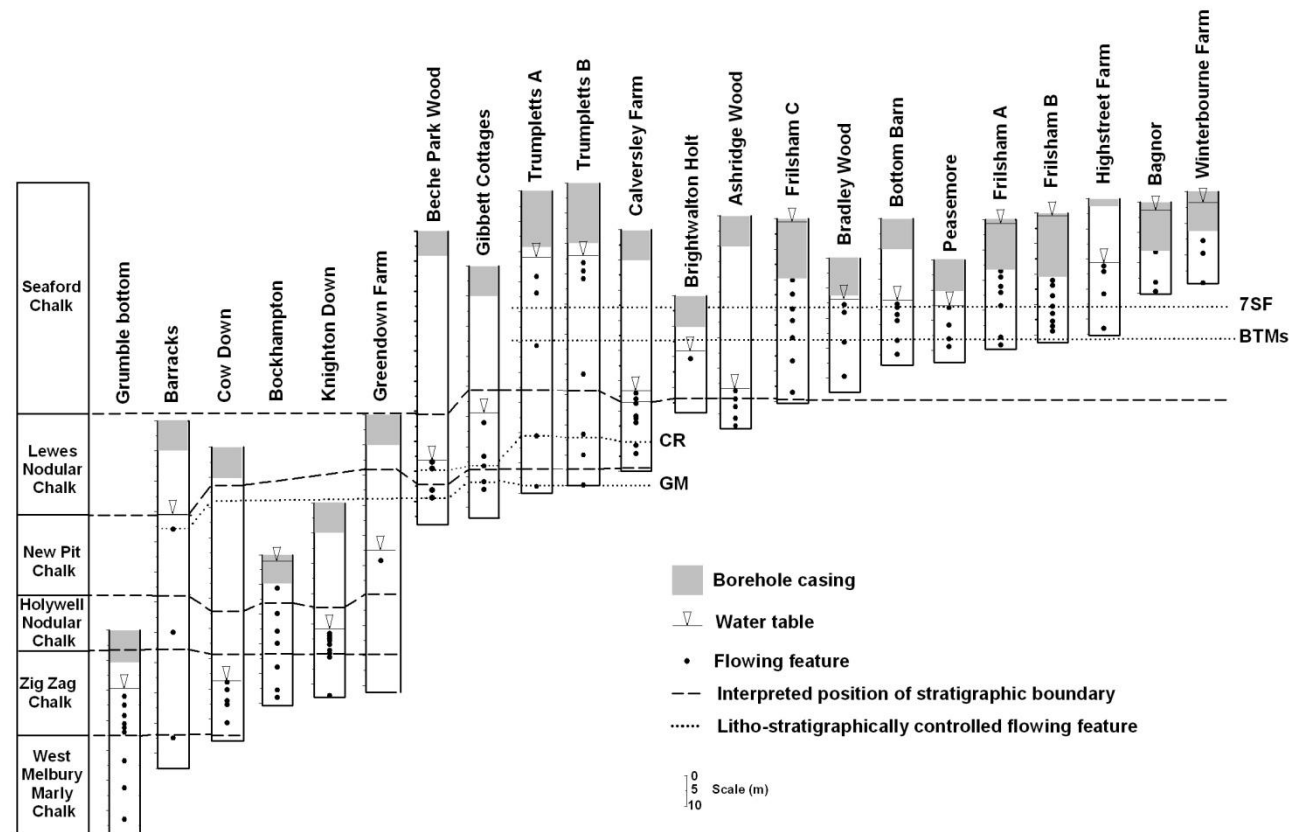 Grumble bottom
Barracks
Cow Down
Bockhampton
Knighton Down
Greendown Farm
Beche Park Wood
Gibbett Cottages
Trumpletts A
Trumpletts B
Calversley Farm
Brightwalton Holt
Ashridge Wood
Frilsham C
Bradley Wood
Bottom Barn
Peasemore
Frilsham A
Frilsham B
Highstreet Farm
Bagnor
Winterbourne Farm
Seaford
Chalk
Lewes
Nodular
Chalk
New Pit
Chalk
Holywell
Nodular
Chalk
Zig Zag
Chalk
West
Melbury
Marly
Chalk
7SF
BTMs
CR
GM
Borehole casing
Water table
Flowing feature
Interpreted position of stratigraphic boundary
Litho-stratigraphically controlled flowing feature
0
5
10
Scale (m)